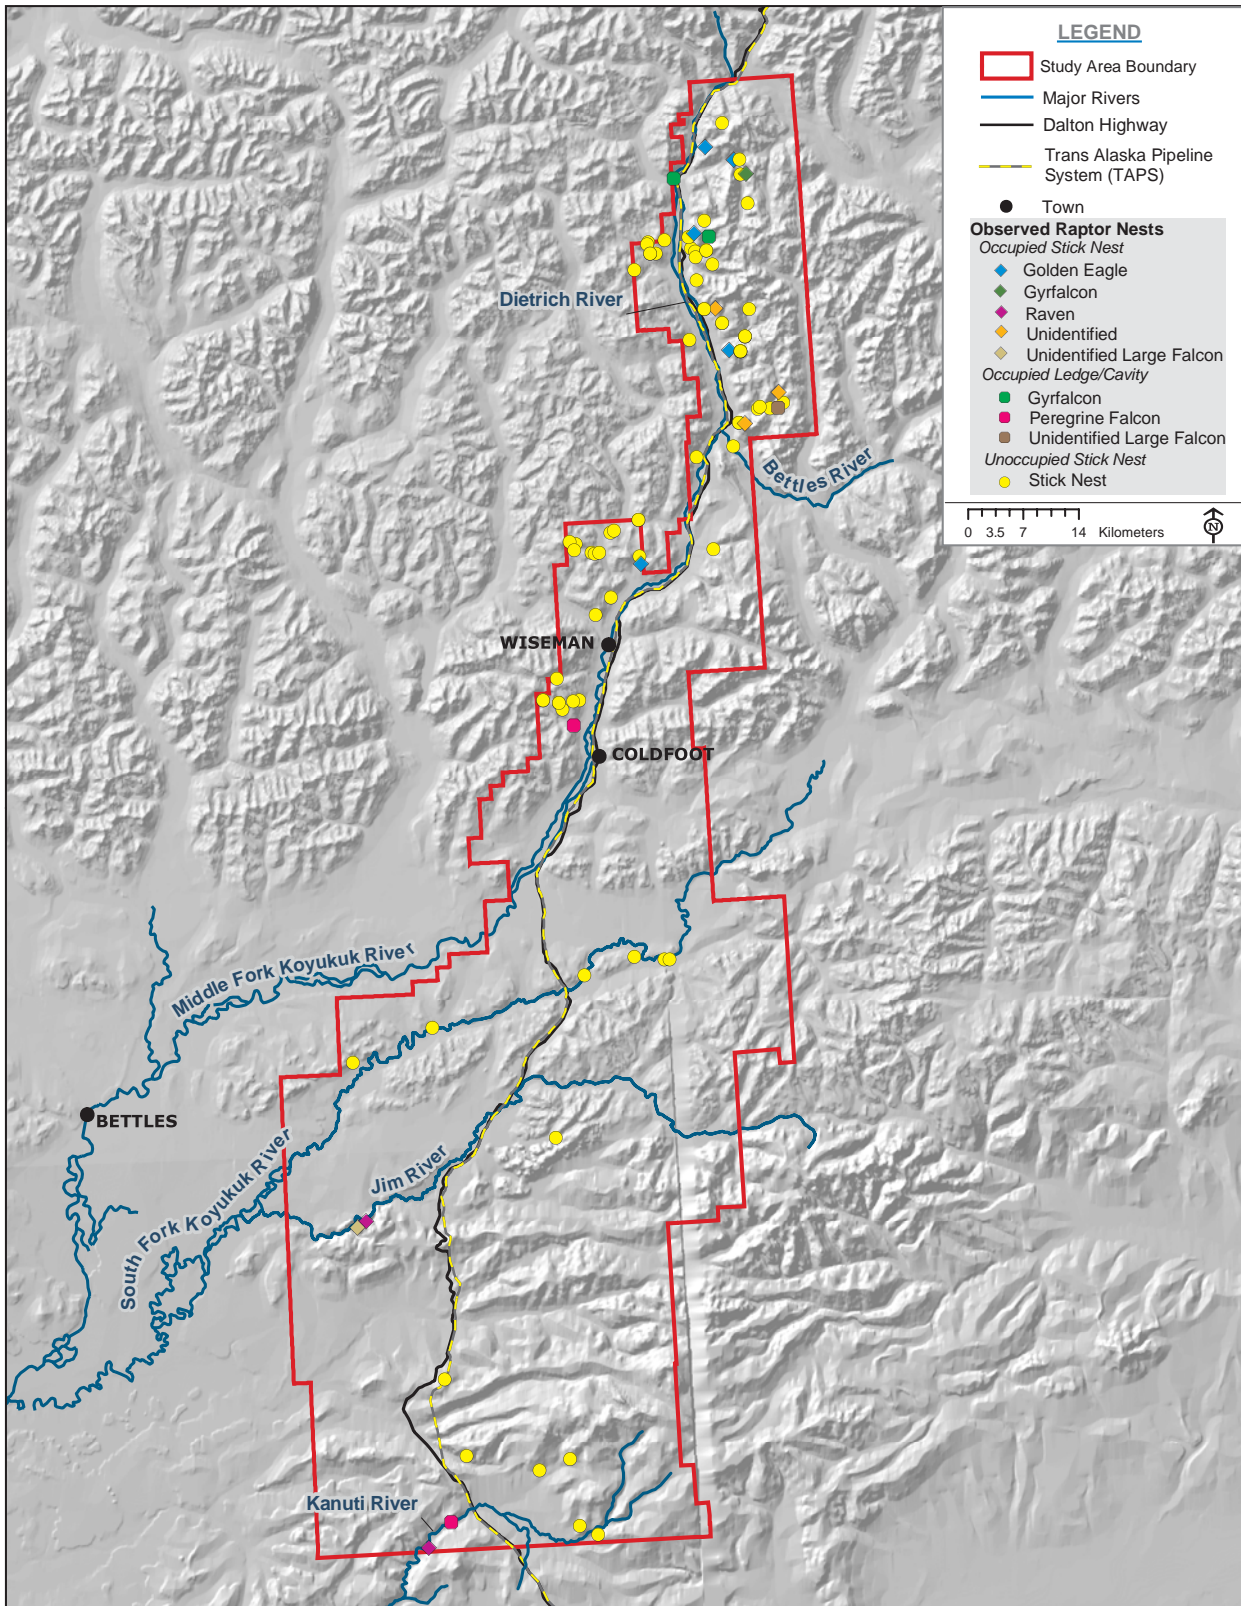 LEGEND
Study Area Boundary
Major Rivers
Dalton Highway
Trans Alaska Pipeline
System (TAPS)
Town
Observed Raptor Nests
Occupied Stick Nest
Golden Eagle
Gyrfalcon
Raven
Unidentified
Unidentified Large Falcon
Occupied Ledge/Cavity
Gyrfalcon
Peregrine Falcon
Unidentified Large Falcon
Unoccupied Stick Nest
Stick Nest
0 3.5 7 14 Kilometers
N
Dietrich River
Bettles River
WISEMAN
COLDFOOT
Middle Fork Koyukuk River
BETTLES
South Fork Koyukuk River
Jim River
Kanuti River